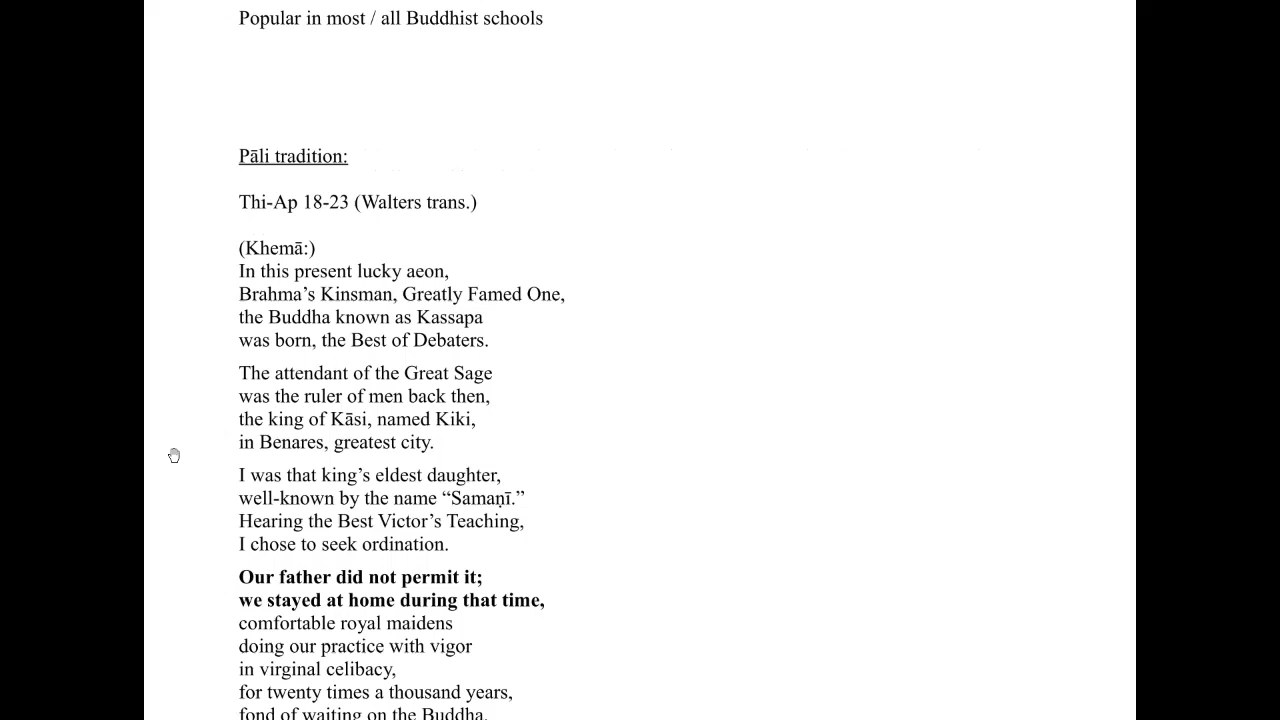 Popular in most / all Buddhist schools
Pāli tradition:
Thi-Ap 18-23 (Walters trans.)
(Khemā:)
In this present lucky aeon,
Brahma’s Kinsman, Greatly Famed One,
the Buddha known as Kassapa
was born, the Best of Debaters.
The attendant of the Great Sage
was the ruler of men back then,
the king of Kāsi, named Kiki,
in Benares, greatest city.
I was that king’s eldest daughter,
well-known by the name “Samaṇī.”
Hearing the Best Victor’s Teaching,
I chose to seek ordination.
Our father did not permit it;
we stayed at home during that time,
comfortable royal maidens
doing our practice with vigor
in virginal celibacy,
for twenty times a thousand years,
fond of waiting on the Buddha,